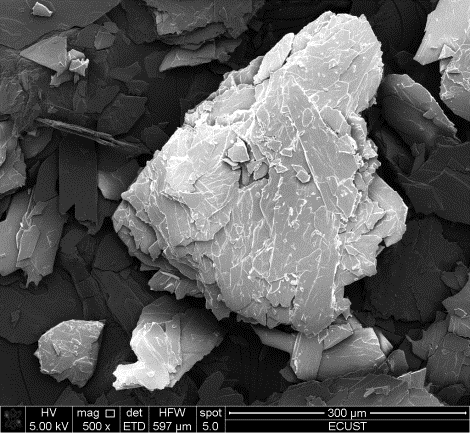 HV mag □ det HFW spot 300 µm
5.00 kV 500 x ETD 597 µm 5.0 ECUST